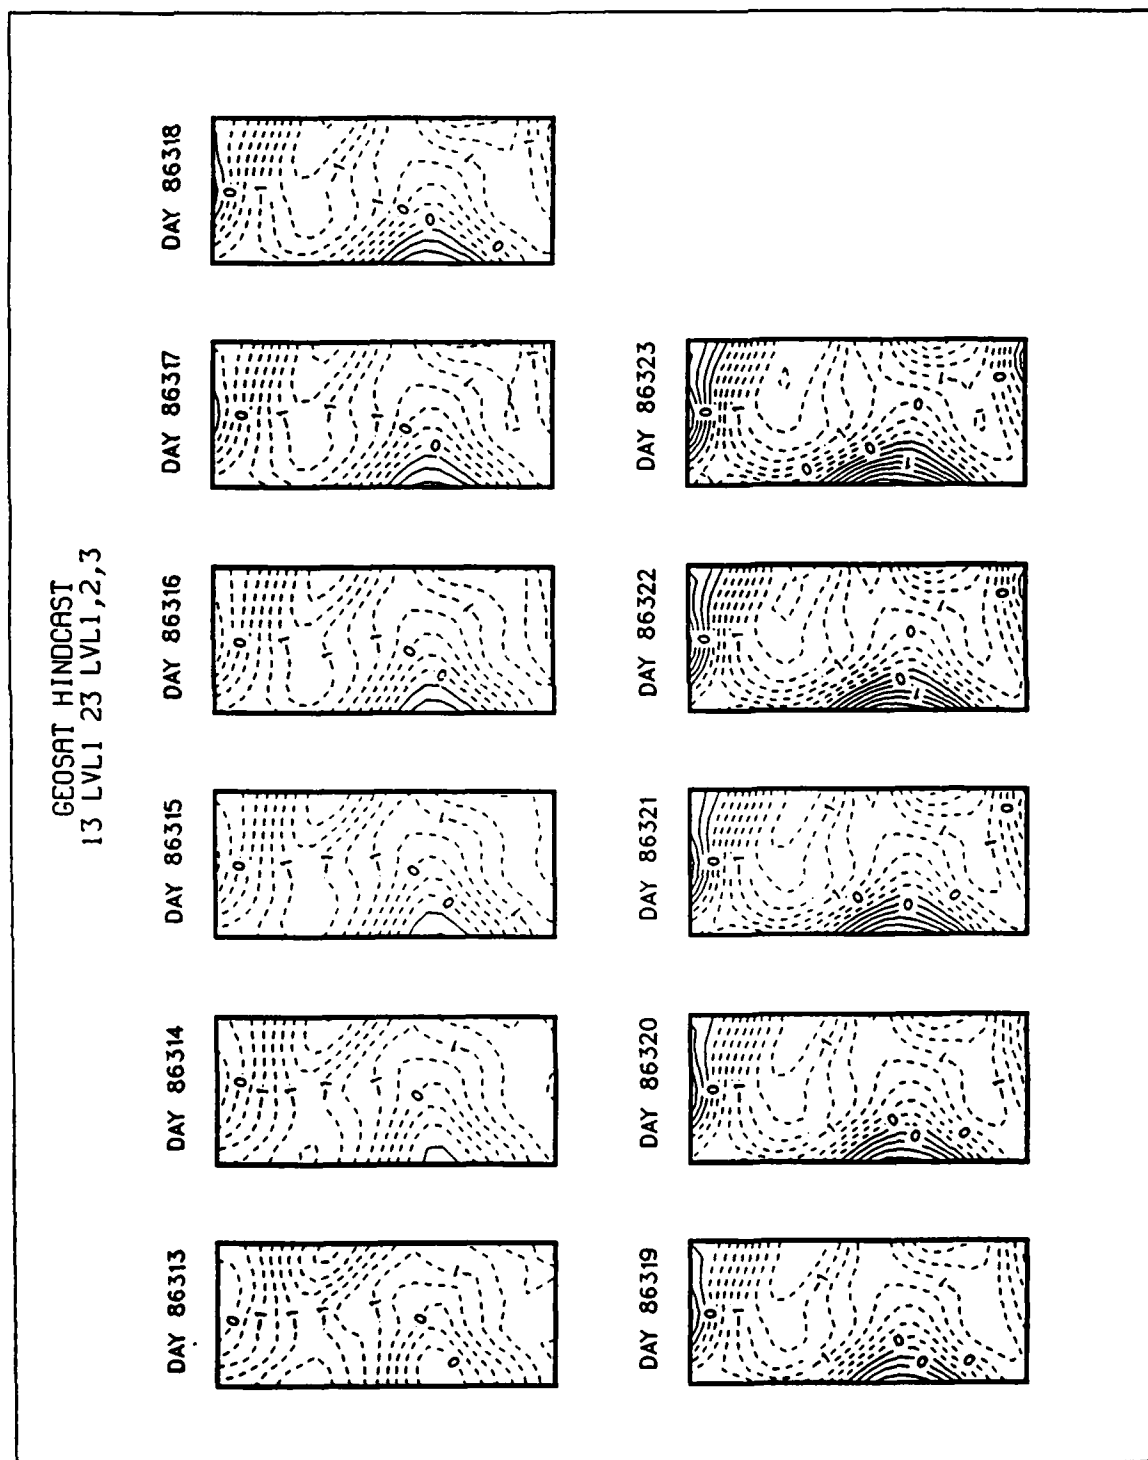 GEOSAT HINDCAST
13 LVL1 23 LVL1,2,3
DAY 86313
DAY 86314
DAY 86315
DAY 86316
DAY 86317
DAY 86318
DAY 86319
DAY 86320
DAY 86321
DAY 86322
DAY 86323